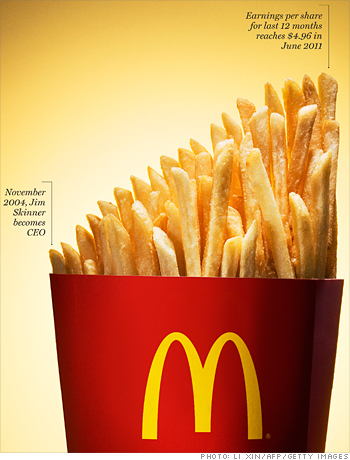 Earnings per share
for last 12 months
reaches $4.96 in
June 2011
November
2004, Jim
Skinner
becomes
CEO
M
®
PHOTO: LI XIN/AFP/GETTY IMAGES